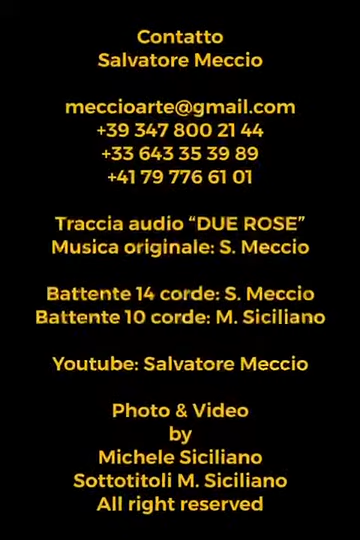 Contatto
Salvatore Meccio
meccioarte@gmail.com
+39 347 800 21 44
+33 643 35 39 89
+41 79 776 61 01
Traccia audio “DUE ROSE”
Musica originale: S. Meccio
Battente 14 corde: S. Meccio
Battente 10 corde: M. Siciliano
Youtube: Salvatore Meccio
Photo & Video
by
Michele Siciliano
Sottotitoli M. Siciliano
All right reserved